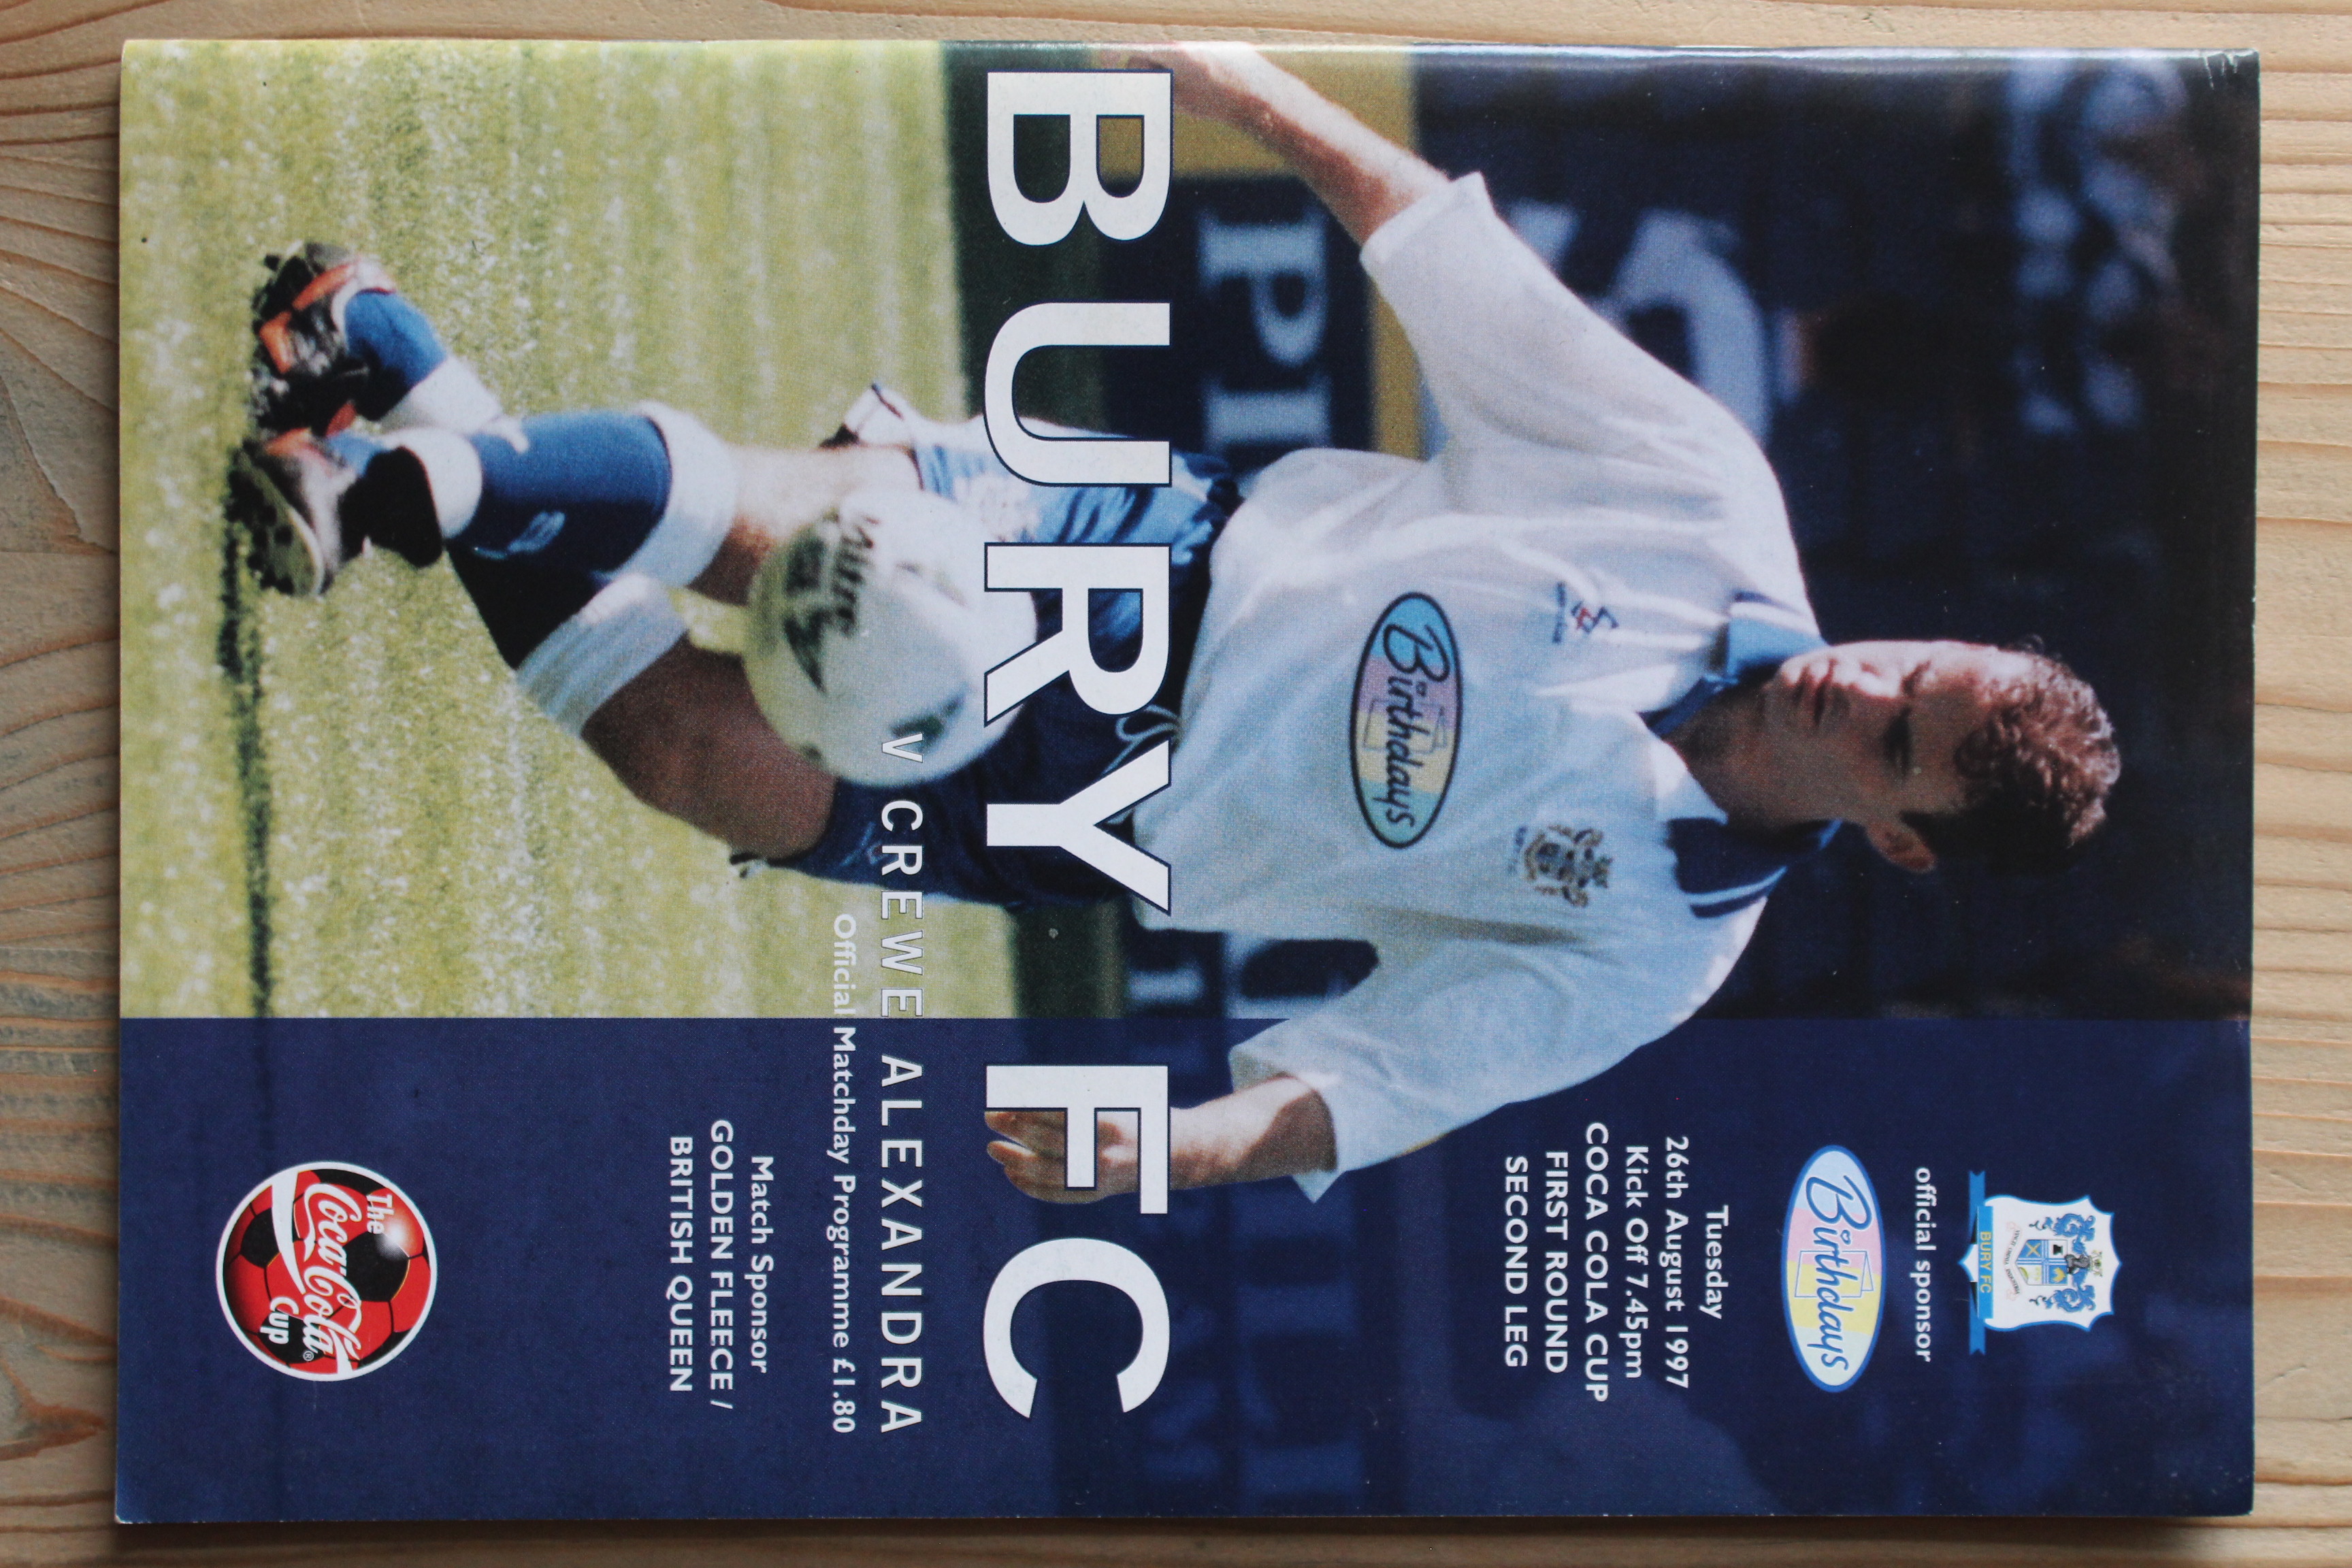 BURY FC
official sponsor
Birthdays
Tuesday
26th August 1997
Kick Off 7.45pm
COCA COLA CUP
FIRST ROUND
SECOND LEG
Birthdays
BURY FC
v CREWE ALEXANDRA
Official Matchday Programme £1.80
Match Sponsor
GOLDEN FLEECE /
BRITISH QUEEN
The
Coca-Cola®
Cup
Mitre